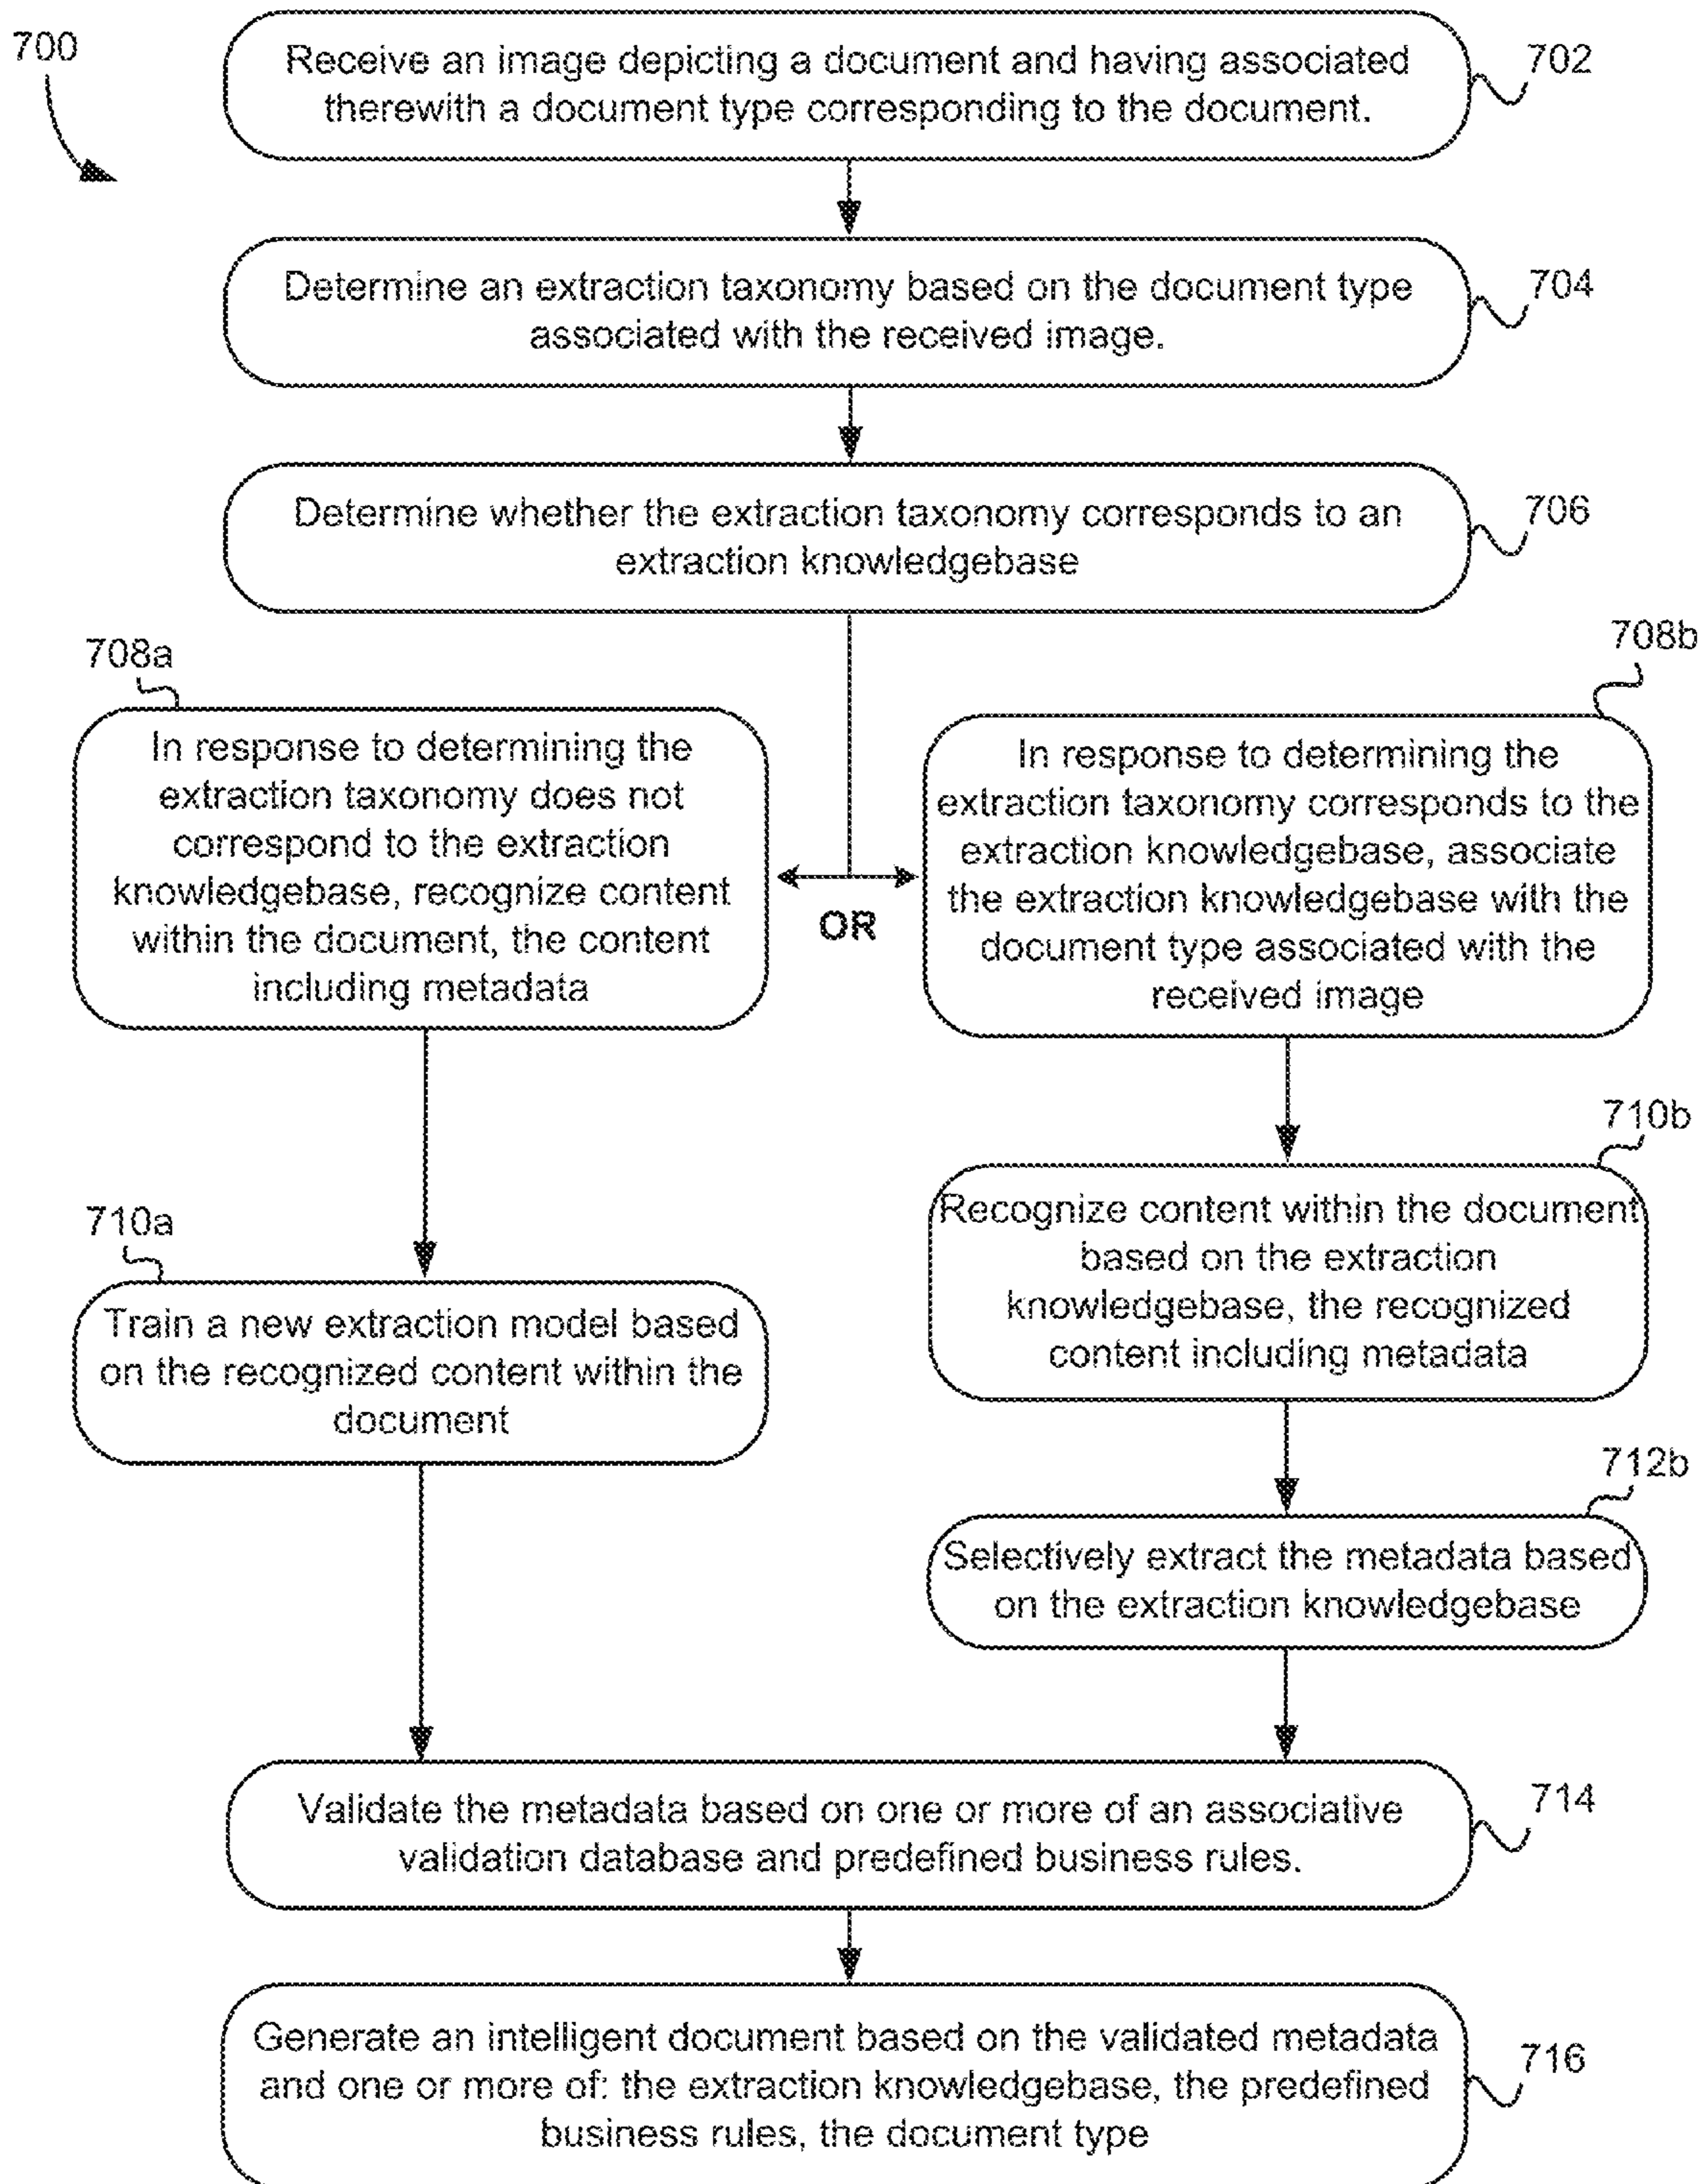 700
Receive an image depicting a document and having associated
therewith a document type corresponding to the document.
702
Determine an extraction taxonomy based on the document type
associated with the received image.
704
Determine whether the extraction taxonomy corresponds to an
extraction knowledgebase
706
708a
In response to determining the
extraction taxonomy does not
correspond to the extraction
knowledgebase, recognize content
within the document, the content
including metadata
OR
708b
In response to determining the
extraction taxonomy corresponds to the
extraction knowledgebase, associate
the extraction knowledgebase with the
document type associated with the
received image
710a
Train a new extraction model based
on the recognized content within the
document
710b
Recognize content within the document
based on the extraction
knowledgebase, the recognized
content including metadata
712b
Selectively extract the metadata based
on the extraction knowledgebase
Validate the metadata based on one or more of an associative
validation database and predefined business rules.
714
Generate an intelligent document based on the validated metadata
and one or more of: the extraction knowledgebase, the predefined
business rules, the document type
716